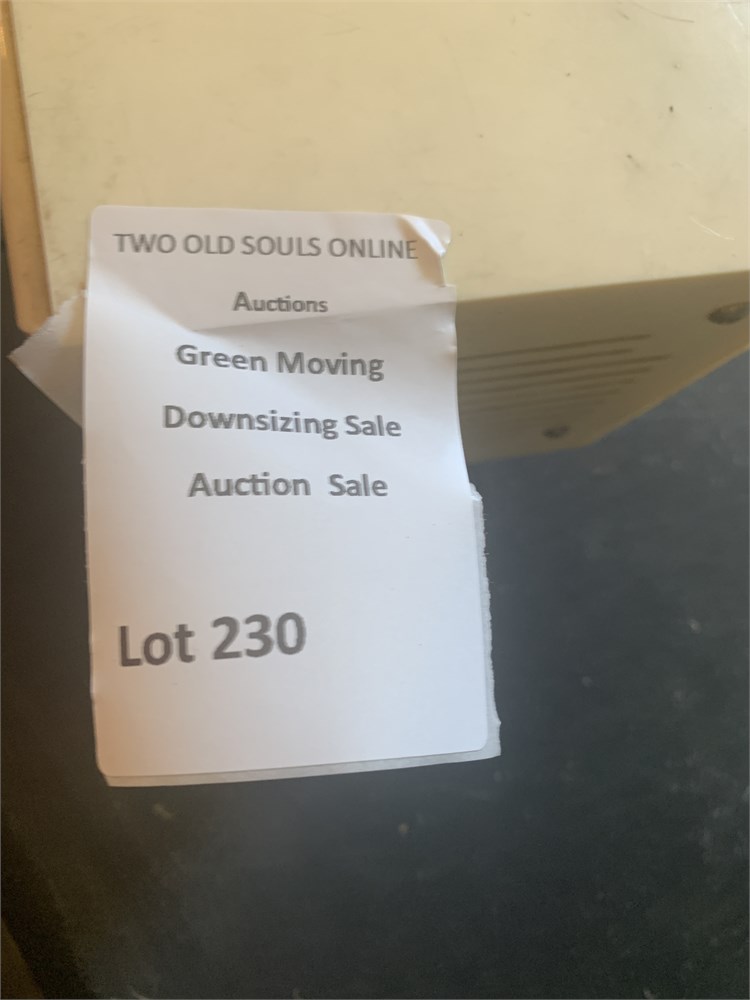 TWO OLD SOULS ONLINE
Auctions
Green Moving
Downsizing Sale
Auction Sale
Lot 230